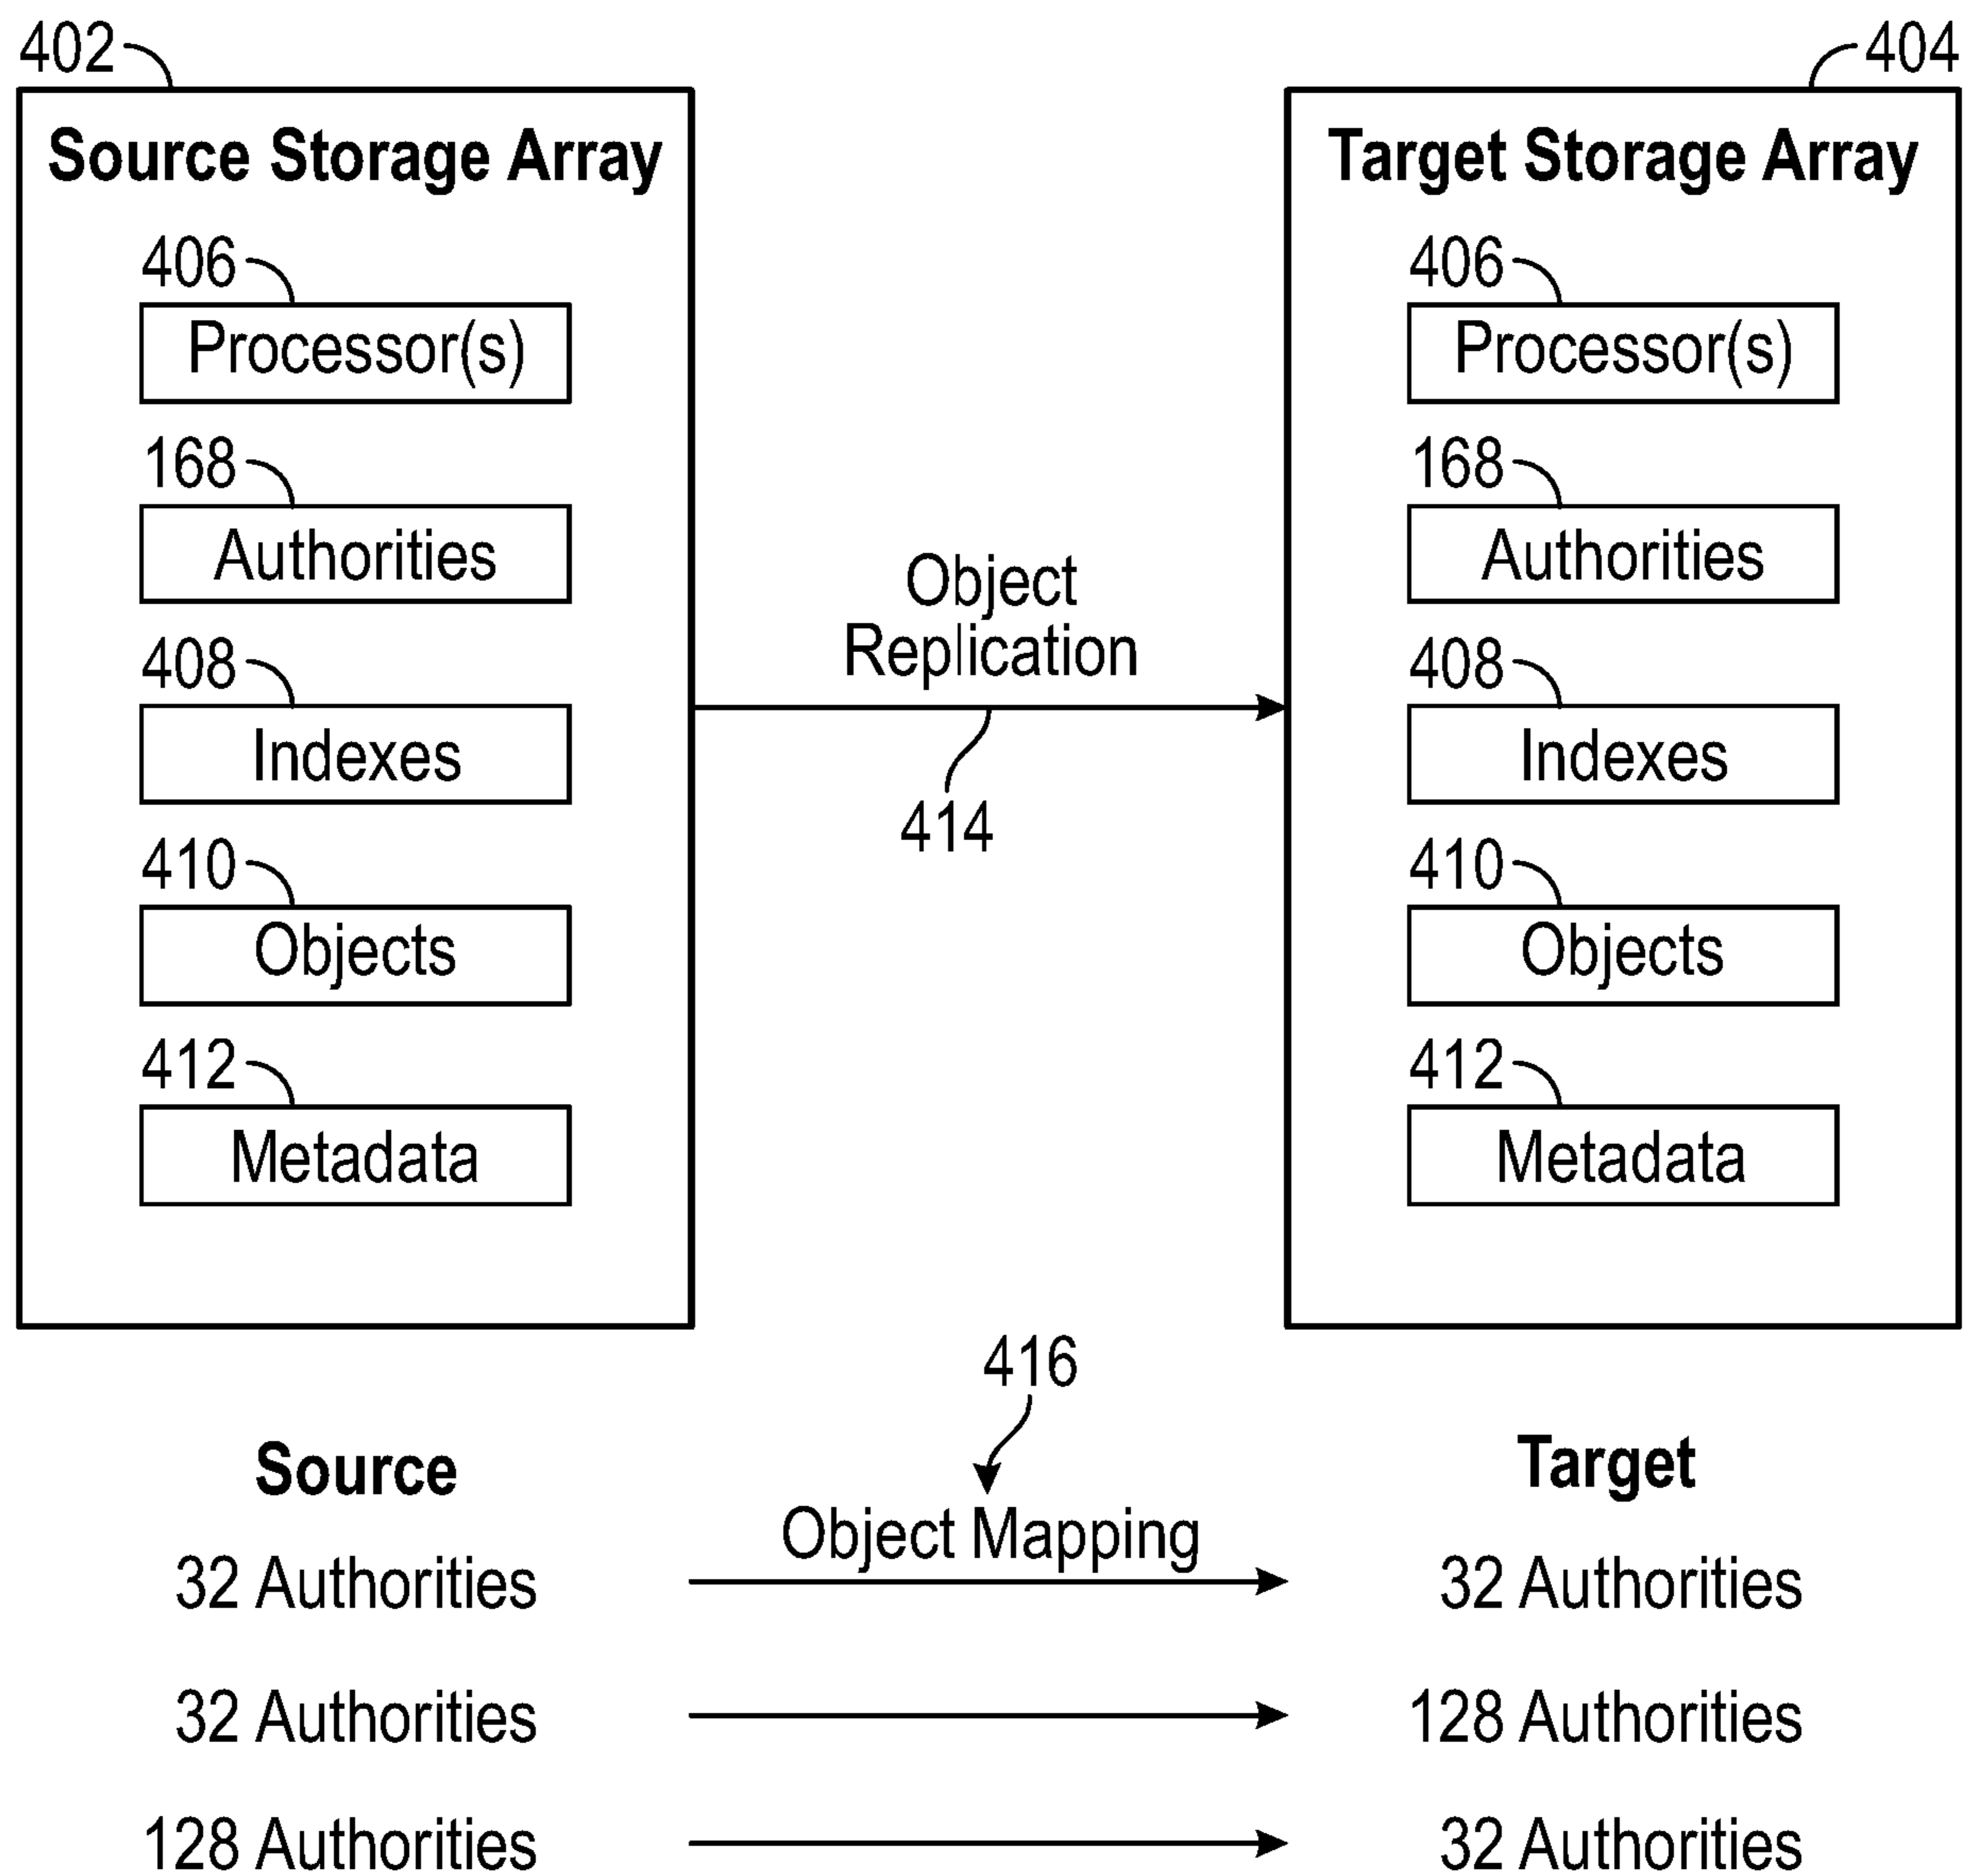 402
404
Source Storage Array
Target Storage Array
406
Processor(s)
168
Authorities
408
Indexes
410
Objects
412
Metadata
Object
Replication
414
406
Processor(s)
168
Authorities
408
Indexes
410
Objects
412
Metadata
416
Source
Object Mapping
Target
32 Authorities
32 Authorities
32 Authorities
128 Authorities
128 Authorities
32 Authorities